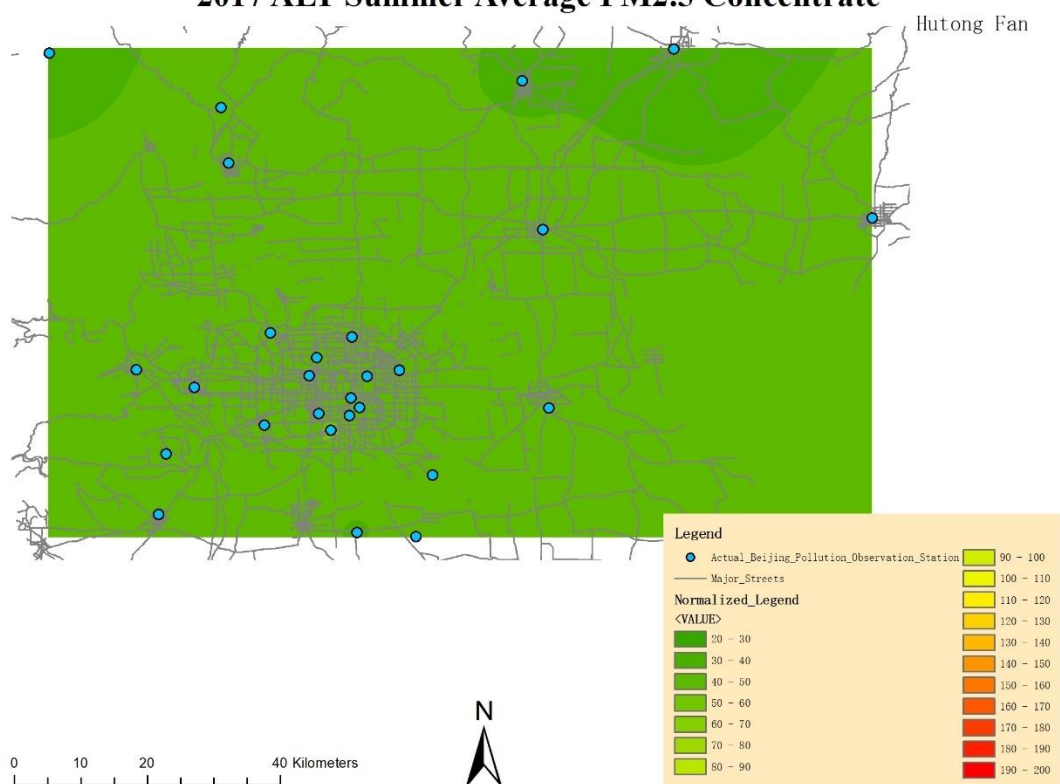 2017 ALT Summer Average PM2.5 Concentrate
Hutong Fan
Legend
Actual_Beijing_Pollution_Observation_Station
Major_Streets
Normalized_Legend
<VALUE>
20 - 30
30 - 40
40 - 50
50 - 60
60 - 70
70 - 80
80 - 90
90 - 100
100 - 110
110 - 120
120 - 130
130 - 140
140 - 150
150 - 160
160 - 170
170 - 180
180 - 190
190 - 200
N
0 10 20 40 Kilometers